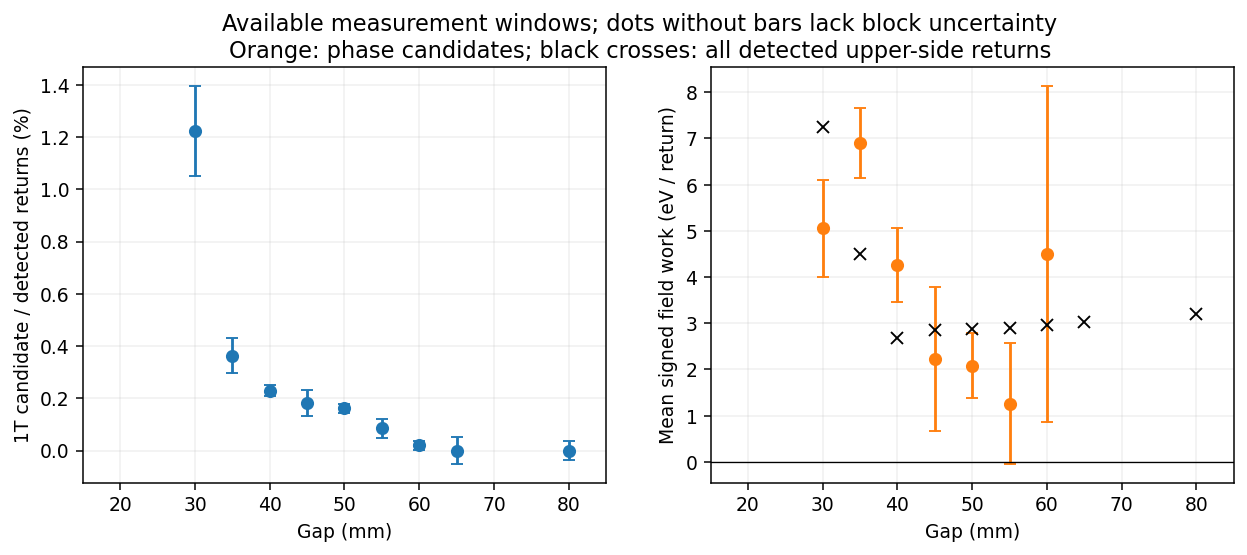 Available measurement windows; dots without bars lack block uncertainty
Orange: phase candidates; black crosses: all detected upper-side returns
1T candidate / detected returns (%)
1.4
1.2
1.0
0.8
0.6
0.4
0.2
0.0
20 30 40 50 60 70 80
Gap (mm)
Mean signed field work (eV / return)
8
7
6
5
4
3
2
1
0
20 30 40 50 60 70 80
Gap (mm)